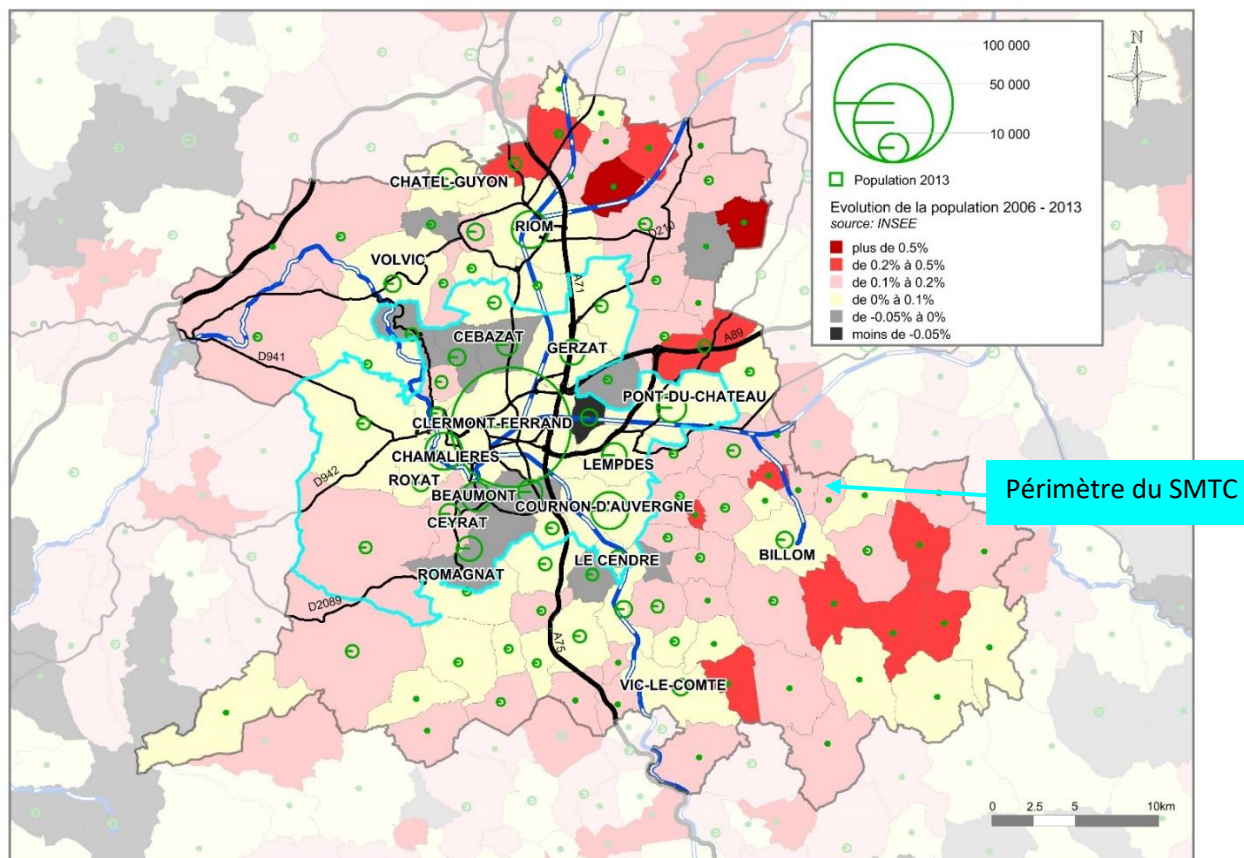 N
100 000
50 000
10 000
Population 2013
Evolution de la population 2006 - 2013
source: INSEE
plus de 0.5%
de 0.2% à 0.5%
de 0.1% à 0.2%
de 0% à 0.1%
de -0.05% à 0%
moins de -0.05%
CHATEL-GUYON
RIOM
D210
VOLVIC
A71
CEBAZAT
GERZAT
A89
D941
PONT-DU-CHATEAU
CLERMONT-FERRAND
CHAMALIERES
LEMPDES
D942
ROYAT
BEAUMONT
COURNON-D'AUVERGNE
Périmètre du SMTC
CEYRAT
BILLOM
LE CENDRE
ROMAGNAT
D2089
A75
VIC-LE-COMTE
0 2.5 5 10km